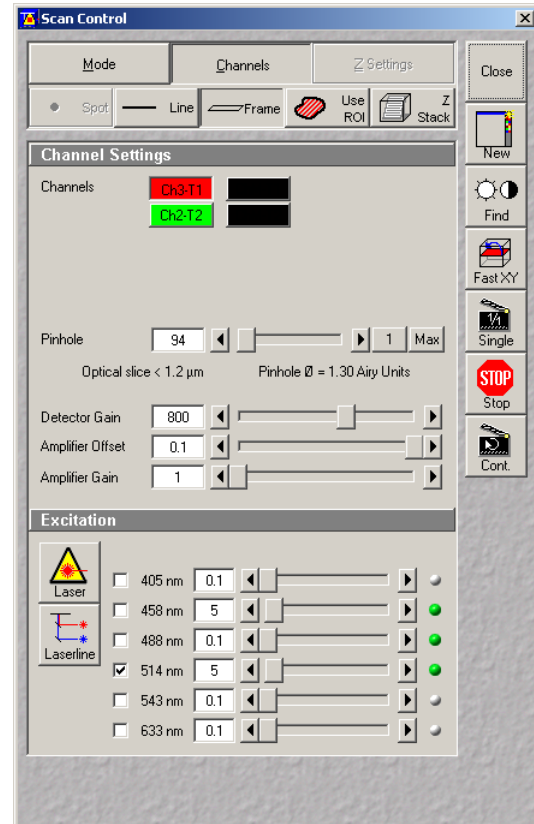 Scan Control
Mode Channels Z Settings
Close
Spot Line Frame Use ROI Z Stack
New
Channel Settings
Channels Ch3-T1
Ch2-T2
Find
Fast XY
Pinhole 94 1 Max
1/1
Single
Optical slice < 1.2 µm Pinhole Ø = 1.30 Airy Units
STOP
Stop
Detector Gain 800
Amplifier Offset 0.1
Cont.
Amplifier Gain 1
Excitation
Laser
405 nm 0.1
458 nm 5
488 nm 0.1
Laserline
514 nm 5
543 nm 0.1
633 nm 0.1